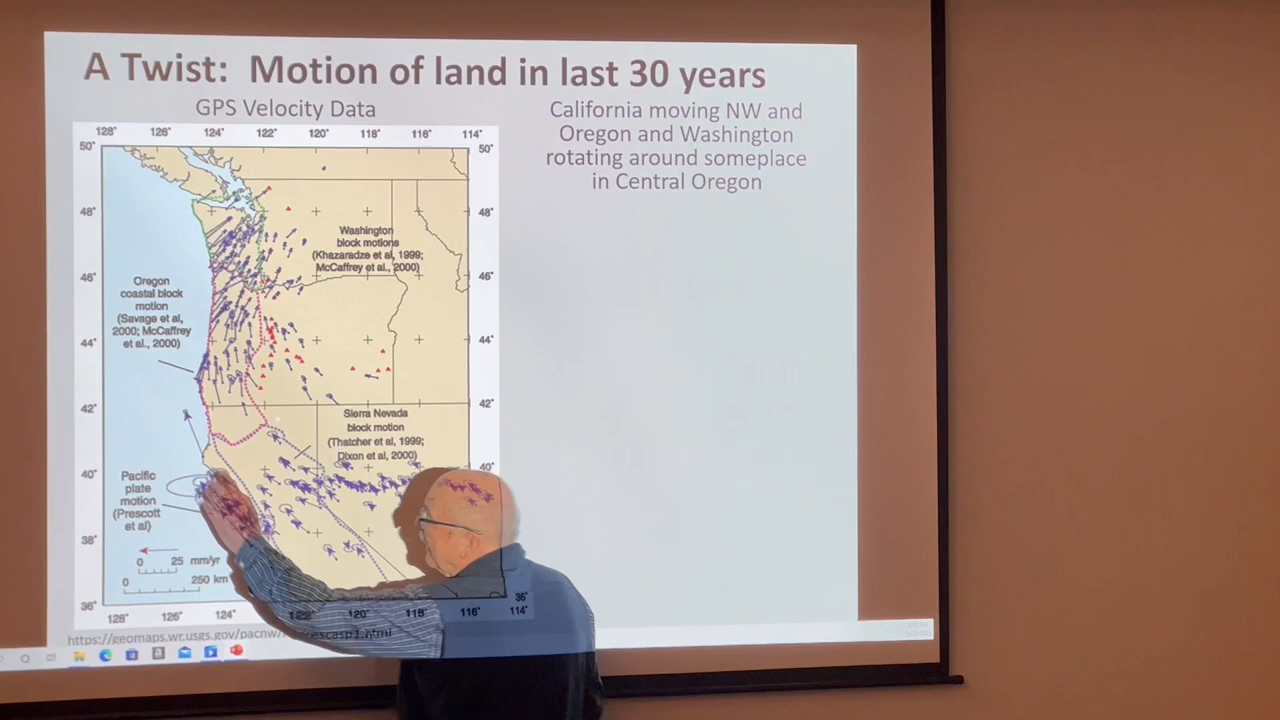 A Twist: Motion of land in last 30 years
GPS Velocity Data
128° 126° 124° 122° 120° 118° 116° 114°
50° 50°
48° 48°
46° 46°
44° 44°
42° 42°
40° 40°
38°
36° 36°
128° 126° 124° 122° 120° 118° 116° 114°
Washington
block motions
(Khazaradze et al, 1999;
McCaffrey et al., 2000)
Oregon
coastal block
motion
(Savage et al,
2000; McCaffrey
et al., 2000)
Sierra Nevada
block motion
(Thatcher et al, 1999;
Dixon et al, 2000)
Pacific
plate
motion
(Prescott
et al)
0 25 mm/yr
0 250 km
California moving NW and
Oregon and Washington
rotating around someplace
in Central Oregon
https://geomaps.wr.usgs.gov/pacnw/